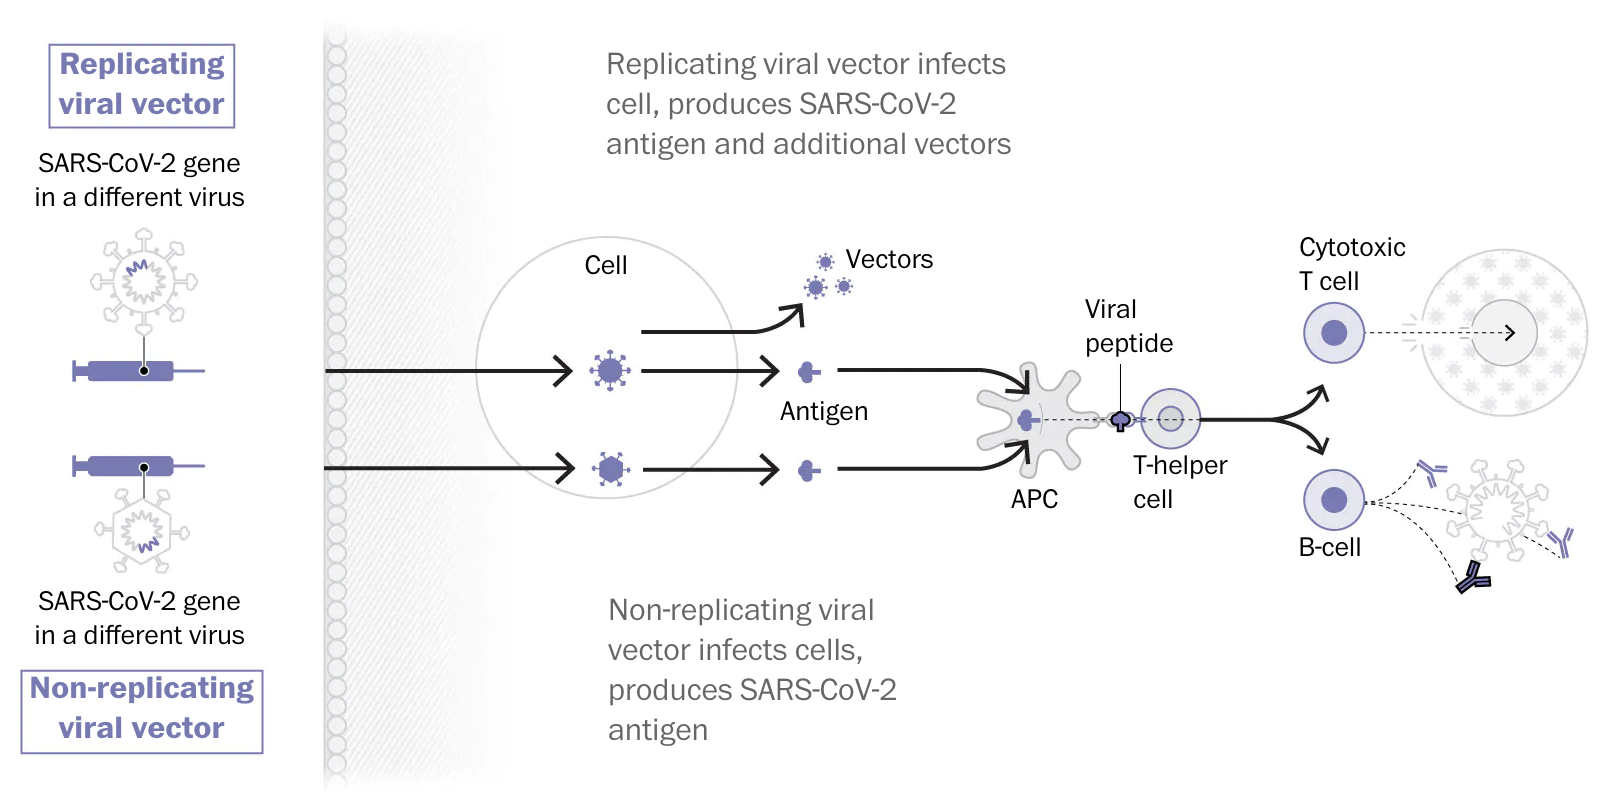 Replicating
viral vector
SARS-CoV-2 gene
in a different virus
SARS-CoV-2 gene
in a different virus
Non-replicating
viral vector
Replicating viral vector infects
cell, produces SARS-CoV-2
antigen and additional vectors
Cell
Vectors
Antigen
APC
Viral
peptide
T-helper
cell
Cytotoxic
T cell
B-cell
Non-replicating viral
vector infects cells,
produces SARS-CoV-2
antigen